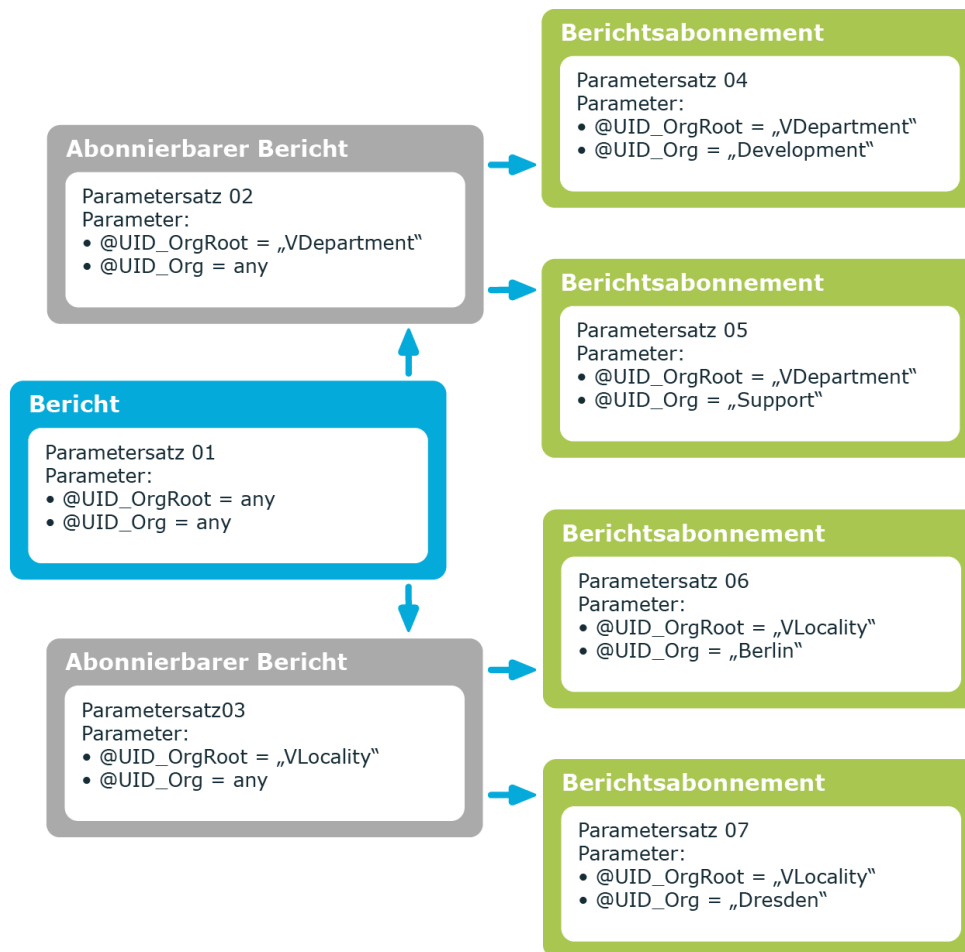 Berichtsabonnement
Parametersatz 04
Parameter:
• @UID_OrgRoot = „VDepartment“
• @UID_Org = „Development“
Abonnierbarer Bericht
Parametersatz 02
Parameter:
• @UID_OrgRoot = „VDepartment“
• @UID_Org = any
Berichtsabonnement
Parametersatz 05
Parameter:
• @UID_OrgRoot = „VDepartment“
• @UID_Org = „Support“
Bericht
Parametersatz 01
Parameter:
• @UID_OrgRoot = any
• @UID_Org = any
Berichtsabonnement
Parametersatz 06
Parameter:
• @UID_OrgRoot = „VLocality“
• @UID_Org = „Berlin“
Abonnierbarer Bericht
Parametersatz03
Parameter:
• @UID_OrgRoot = „VLocality“
• @UID_Org = any
Berichtsabonnement
Parametersatz 07
Parameter:
• @UID_OrgRoot = „VLocality“
• @UID_Org = „Dresden“